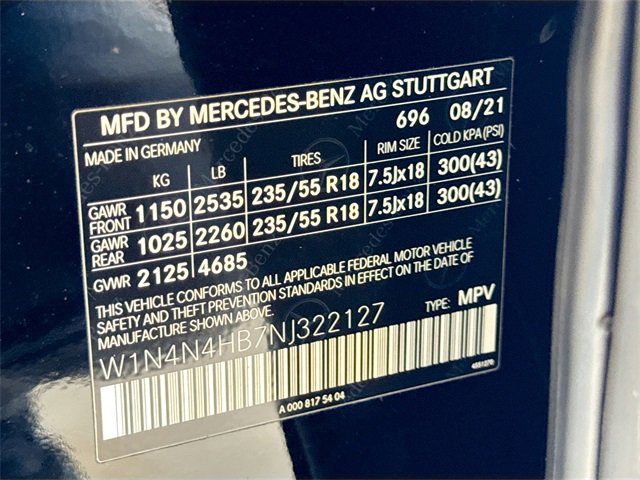 MFD BY MERCEDES-BENZ AG STUTTGART
696 08/21
MADE IN GERMANY
KG LB TIRES RIM SIZE COLD KPA (PSI)
GAWR FRONT 1150 2535 235/55 R18 7.5Jx18 300(43)
GAWR REAR 1025 2260 235/55 R18 7.5Jx18 300(43)
GVWR 2125 4685
THIS VEHICLE CONFORMS TO ALL APPLICABLE FEDERAL MOTOR VEHICLE
SAFETY AND THEFT PREVENTION STANDARDS IN EFFECT ON THE DATE OF
MANUFACTURE SHOWN ABOVE.
W1N4N4HB7NJ322127 TYPE: MPV
A 000 817 54 04